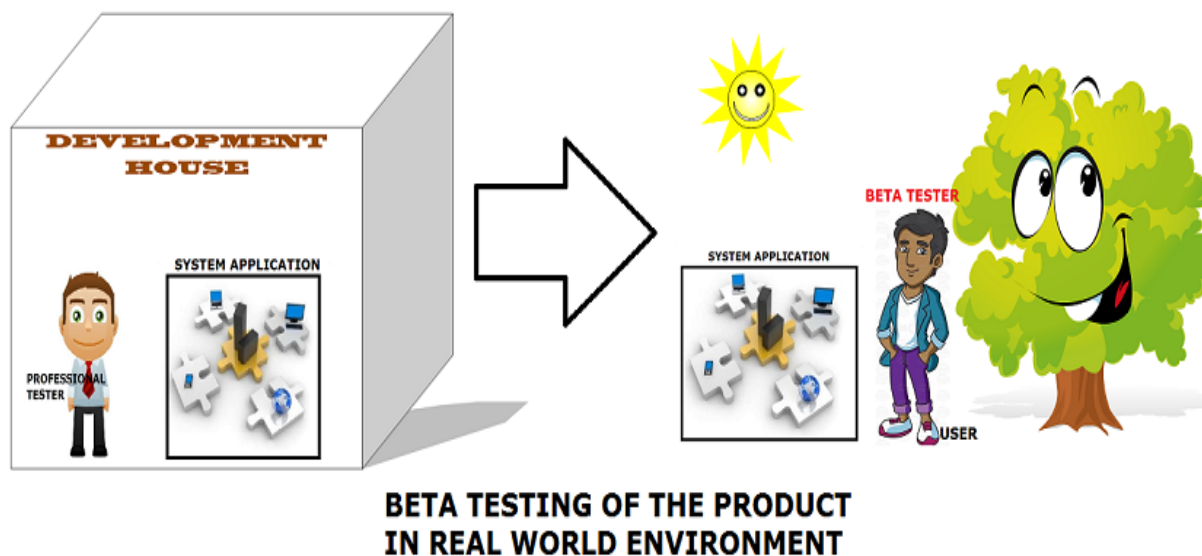 DEVELOPMENT
HOUSE
SYSTEM APPLICATION
PROFESSIONAL
TESTER
BETA TESTER
SYSTEM APPLICATION
USER
BETA TESTING OF THE PRODUCT
IN REAL WORLD ENVIRONMENT